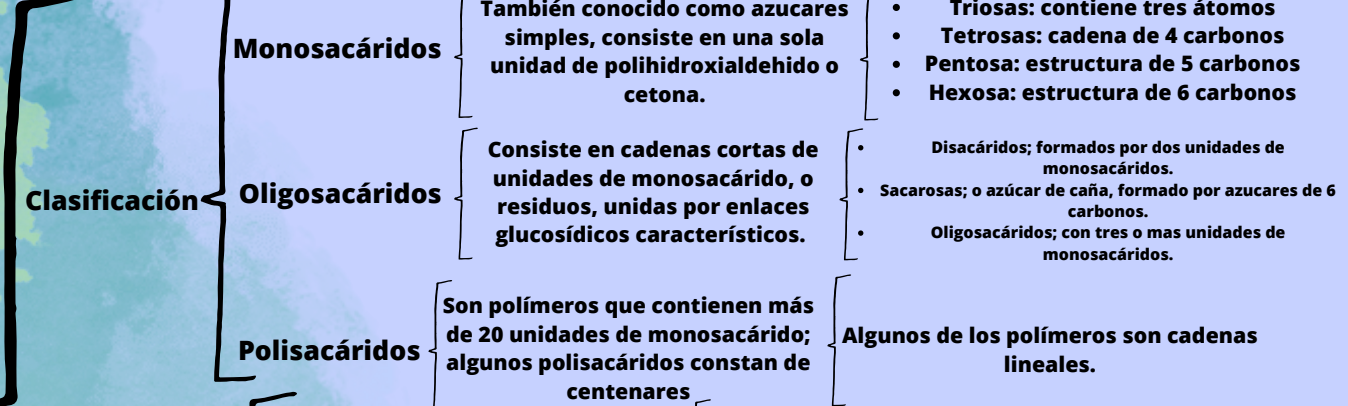 También conocido como azucares
simples, consiste en una sola
unidad de polihidroxialdehido o
cetona.
Monosacáridos
• Triosas: contiene tres átomos
• Tetrosas: cadena de 4 carbonos
• Pentosa: estructura de 5 carbonos
• Hexosa: estructura de 6 carbonos
Clasificación
Oligosacáridos
Consiste en cadenas cortas de
unidades de monosacárido, o
residuos, unidas por enlaces
glucosídicos característicos.
• Disacáridos; formados por dos unidades de
monosacáridos.
• Sacarosas; o azúcar de caña, formado por azucares de 6
carbonos.
• Oligosacáridos; con tres o mas unidades de
monosacáridos.
Polisacáridos
Son polímeros que contienen más
de 20 unidades de monosacárido;
algunos polisacáridos constan de
centenares
Algunos de los polímeros son cadenas
lineales.